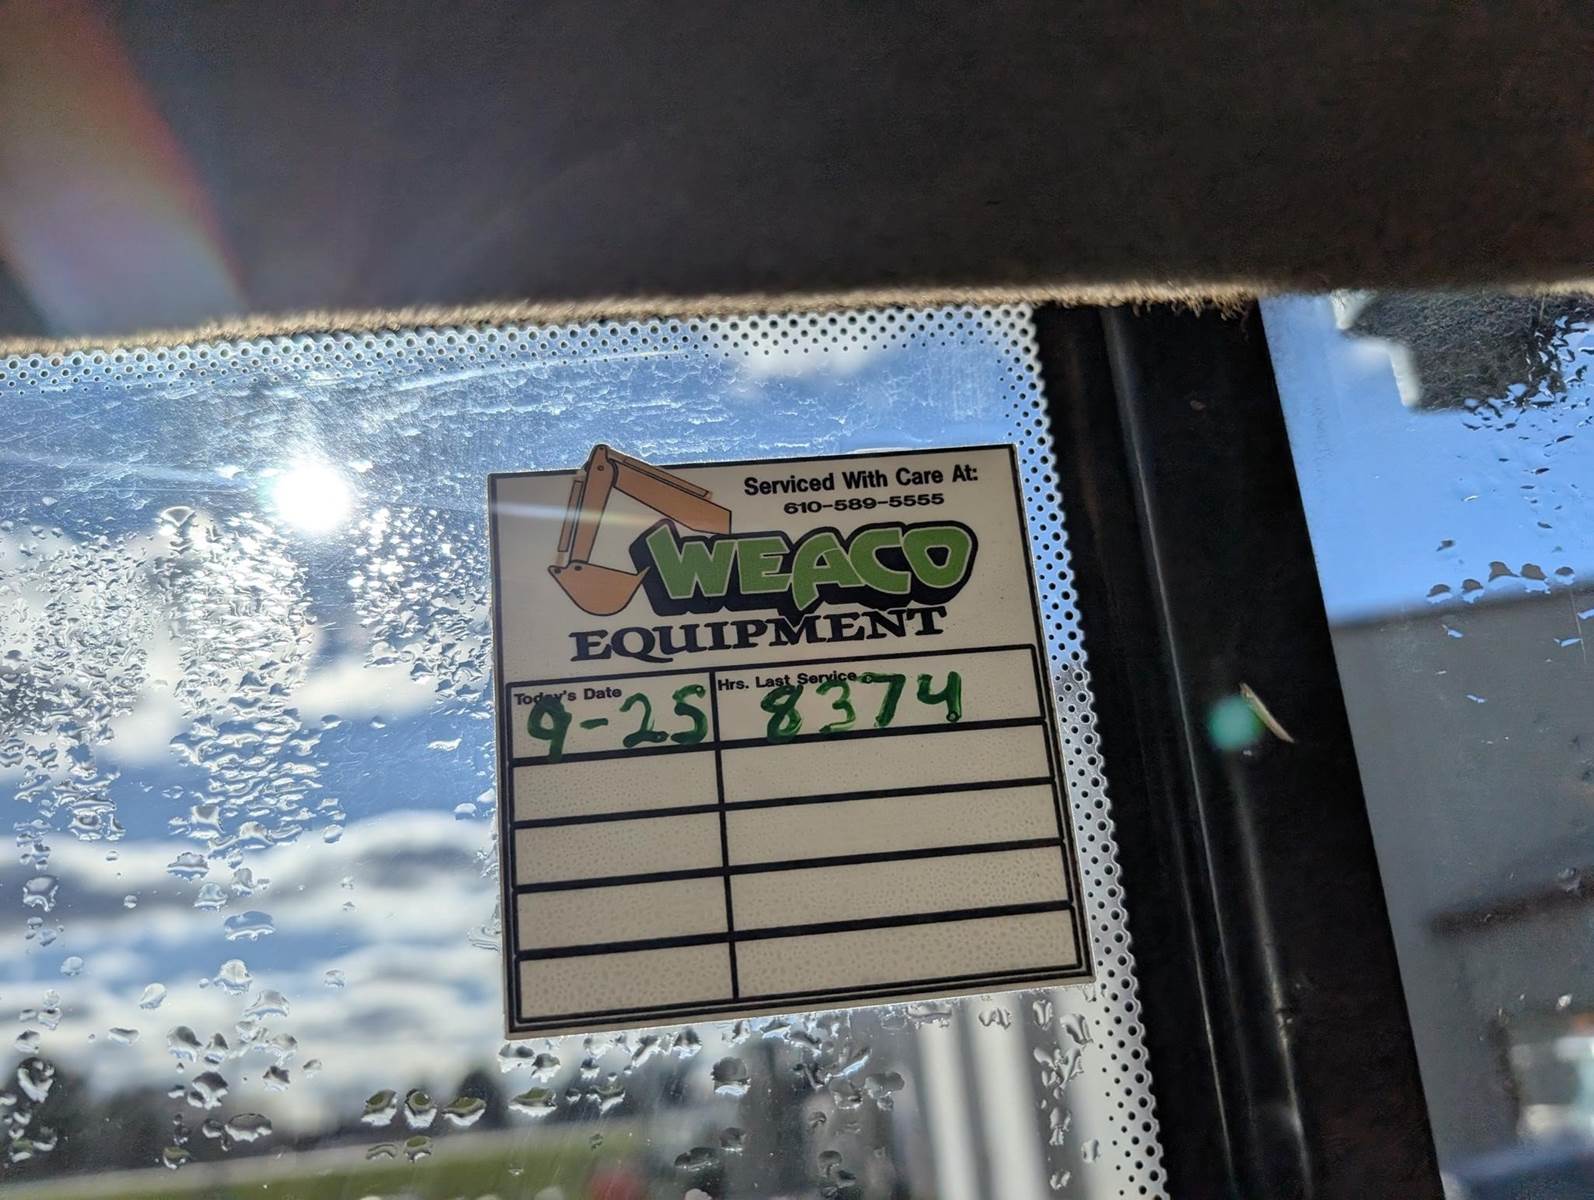 Serviced With Care At:
610-589-5555
WEACO
EQUIPMENT
Today's Date Hrs. Last Service
9-25 8374